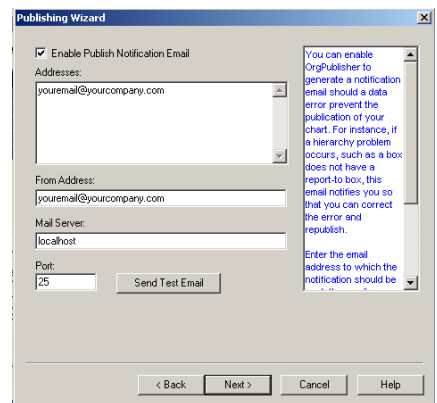 Publishing Wizard
Enable Publish Notification Email
Addresses:
youremail@yourcompany.com
From Address:
youremail@yourcompany.com
Mail Server:
localhost
Port:
25
Send Test Email
You can enable
OrgPublisher to
generate a notification
email should a data
error prevent the
publication of your
chart. For instance, if
a hierarchy problem
occurs, such as a box
does not have a
report-to box, this
email notifies you so
that you can correct
the error and
republish.
Enter the email
address to which the
notification should be
< Back
Next >
Cancel
Help